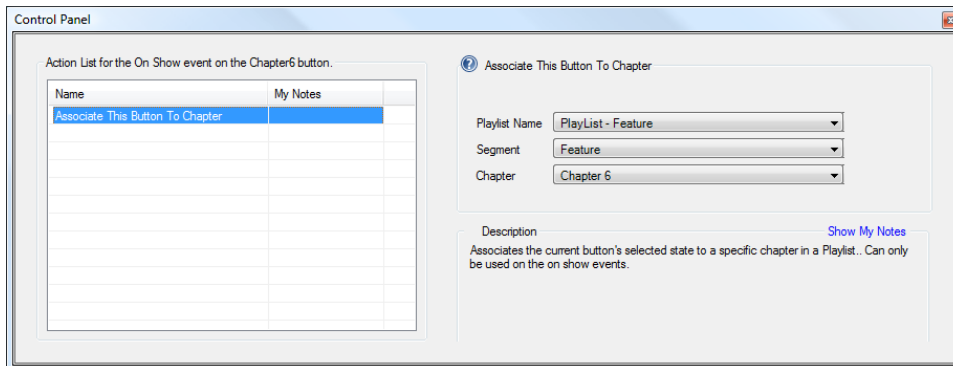 Control Panel
Action List for the On Show event on the Chapter6 button.
Name My Notes
Associate This Button To Chapter
Associate This Button To Chapter
Playlist Name PlayList - Feature
Segment Feature
Chapter Chapter 6
Description Show My Notes
Associates the current button's selected state to a specific chapter in a Playlist.. Can only
be used on the on show events.